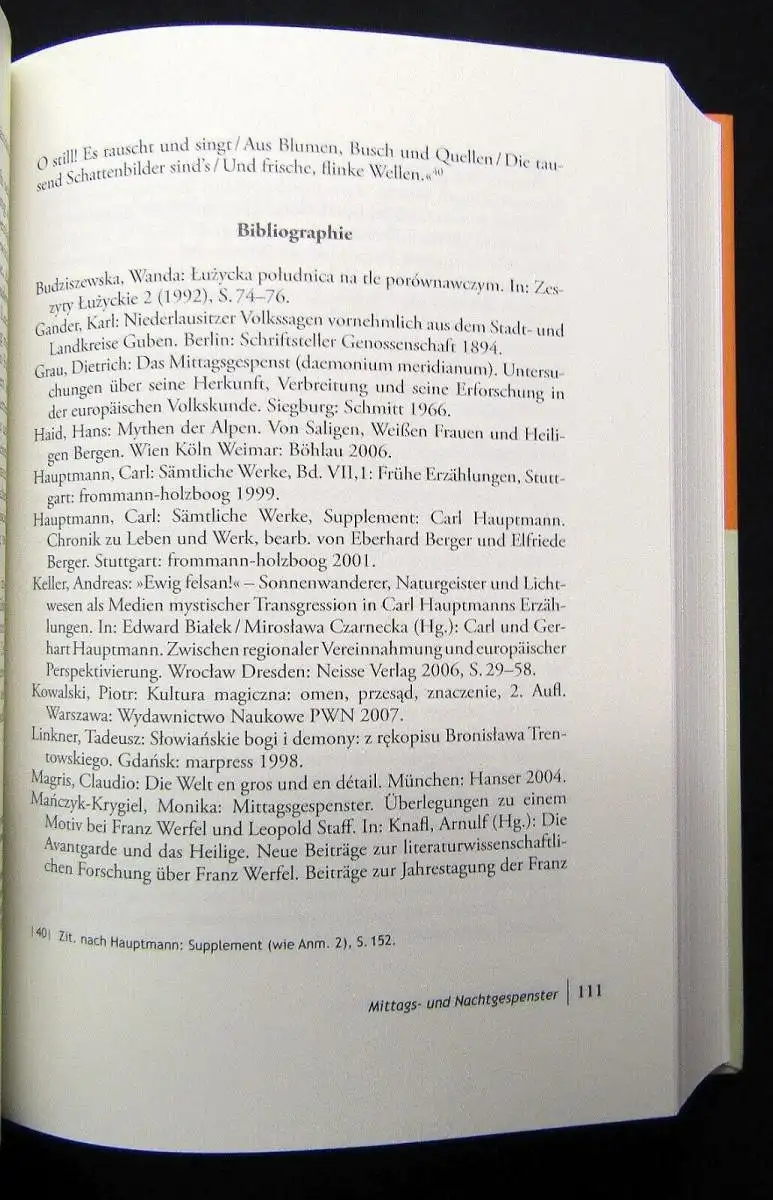 O still! Es rauscht und singt / Aus Blumen, Busch und Quellen / Die tau-
send Schattenbilder sind's / Und frische, flinke Wellen.«40
Bibliographie
Budziszewska, Wanda: Łużycka południca na tle porównawczym. In: Zes-
zyty Łużyckie 2 (1992), S. 74–76.
Gander, Karl: Niederlausitzer Volkssagen vornehmlich aus dem Stadt- und
Landkreise Guben. Berlin: Schriftsteller Genossenschaft 1894.
Grau, Dietrich: Das Mittagsgespenst (daemonium meridianum). Untersu-
chungen über seine Herkunft, Verbreitung und seine Erforschung in
der europäischen Volkskunde. Siegburg: Schmitt 1966.
Haid, Hans: Mythen der Alpen. Von Saligen, Weißen Frauen und Heili-
gen Bergen. Wien Köln Weimar: Böhlau 2006.
Hauptmann, Carl: Sämtliche Werke, Bd. VII,1: Frühe Erzählungen, Stutt-
gart: frommann-holzboog 1999.
Hauptmann, Carl: Sämtliche Werke, Supplement: Carl Hauptmann.
Chronik zu Leben und Werk, bearb. von Eberhard Berger und Elfriede
Berger. Stuttgart: frommann-holzboog 2001.
Keller, Andreas: »Ewig felsan!« – Sonnenwanderer, Naturgeister und Licht-
wesen als Medien mystischer Transgression in Carl Hauptmanns Erzäh-
lungen. In: Edward Białek / Mirosława Czarnecka (Hg.): Carl und Ger-
hart Hauptmann. Zwischen regionaler Vereinnahmung und europäischer
Perspektivierung. Wrocław Dresden: Neisse Verlag 2006, S. 29–58.
Kowalski, Piotr: Kultura magiczna: omen, przesąd, znaczenie, 2. Aufl.
Warszawa: Wydawnictwo Naukowe PWN 2007.
Linkner, Tadeusz: Słowiańskie bogi i demony: z rękopisu Bronisława Tren-
towskiego. Gdańsk: marpress 1998.
Magris, Claudio: Die Welt en gros und en détail. München: Hanser 2004.
Mańczyk-Krygiel, Monika: Mittagsgespenster. Überlegungen zu einem
Motiv bei Franz Werfel und Leopold Staff. In: Knafl, Arnulf (Hg.): Die
Avantgarde und das Heilige. Neue Beiträge zur literaturwissenschaftli-
chen Forschung über Franz Werfel. Beiträge zur Jahrestagung der Franz
|40| Zit. nach Hauptmann: Supplement (wie Anm. 2), S. 152.
Mittags- und Nachtgespenster | 111